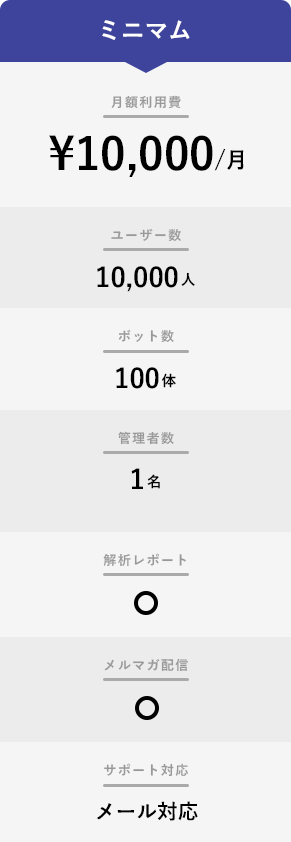 ミニマム
月額利用費
¥10,000/月
ユーザー数
10,000人
ボット数
100体
管理者数
1名
解析レポート
メルマガ配信
サポート対応
メール対応